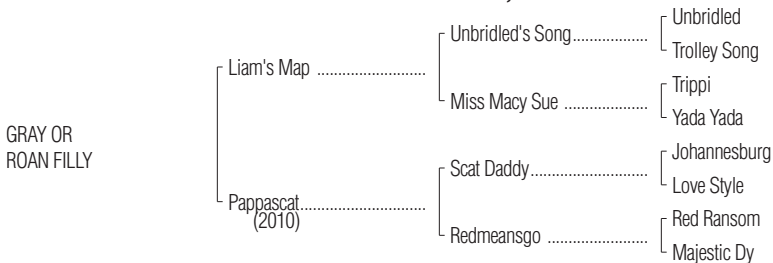 GRAY OR
ROAN FILLY
Liam's Map ..........................
Pappascat..............................
(2010)
Unbridled's Song..................
Miss Macy Sue ....................
Scat Daddy............................
Redmeansgo ........................
Unbridled
Trolley Song
Trippi
Yada Yada
Johannesburg
Love Style
Red Ransom
Majestic Dy